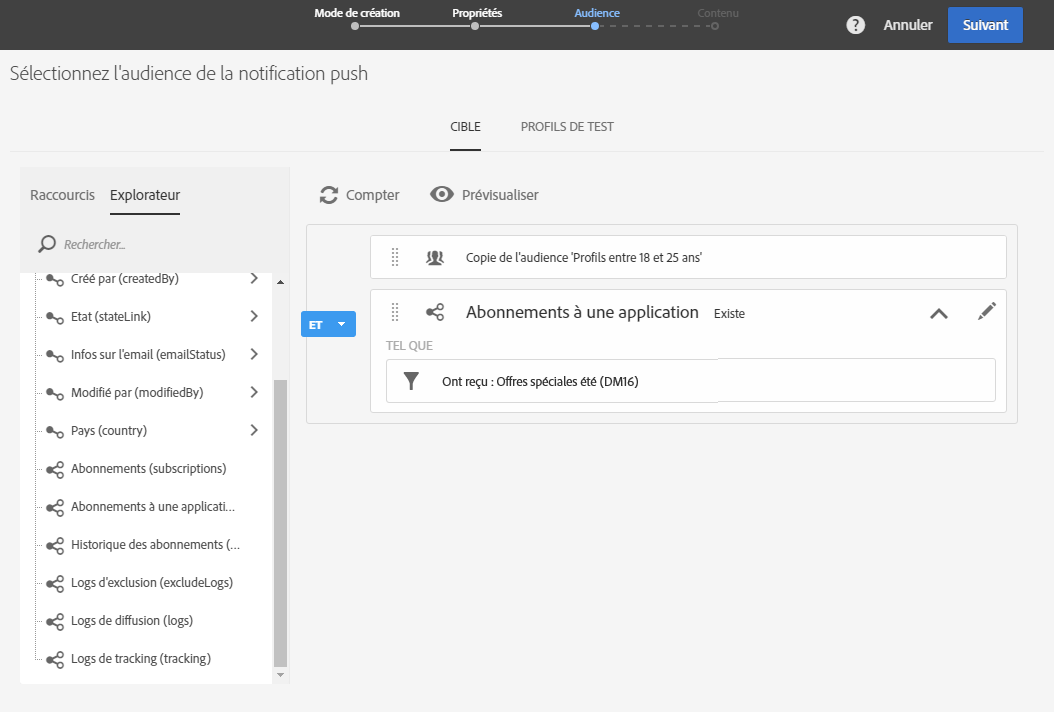 Mode de création
Propriétés
Audience
Contenu
?
Annuler
Suivant
Sélectionnez l'audience de la notification push
CIBLE
PROFILS DE TEST
Raccourcis
Explorateur
Compter
Prévisualiser
Rechercher...
Créé par (createdBy)
Etat (stateLink)
Infos sur l'email (emailStatus)
Modifié par (modifiedBy)
Pays (country)
Abonnements (subscriptions)
Abonnements à une applicati...
Historique des abonnements (...
Logs d'exclusion (excludeLogs)
Logs de diffusion (logs)
Logs de tracking (tracking)
Copie de l'audience 'Profils entre 18 et 25 ans'
ET
Abonnements à une application Existe
TEL QUE
Ont reçu : Offres spéciales été (DM16)